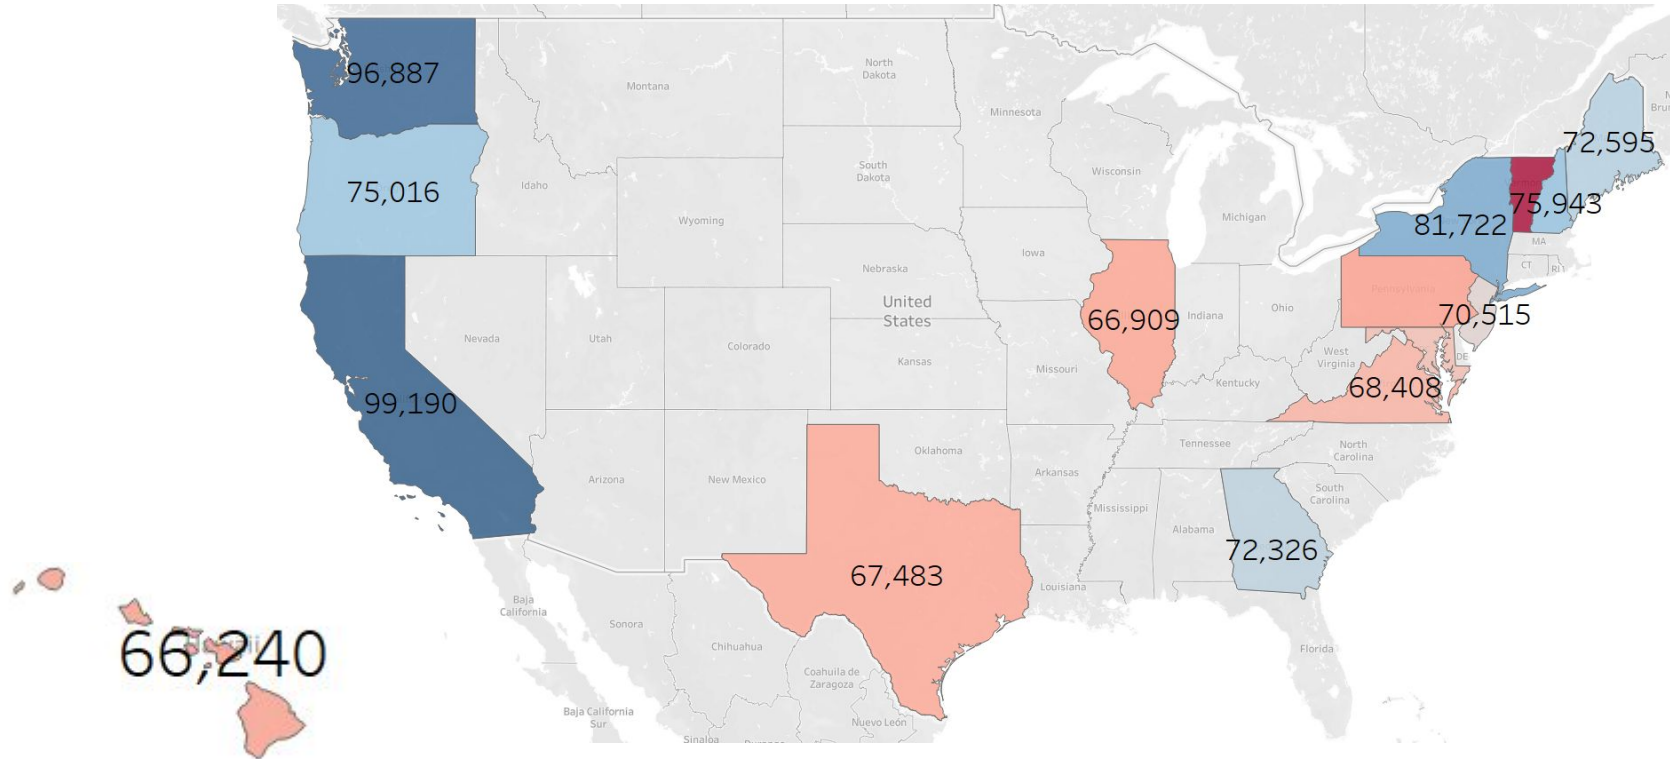 96,887
75,016
99,190
67,483
66,909
72,326
68,408
70,515
81,722
75,943
72,595
66,240
Montana
North
Dakota
Minnesota
South
Dakota
Wisconsin
Idaho
Wyoming
Michigan
Iowa
Nebraska
United
States
Nevada
Utah
Colorado
Kansas
Missouri
Indiana
Ohio
West
Virginia
Kentucky
Pennsylvania
MA
CT
RI
DE
Arizona
New Mexico
Oklahoma
Arkansas
Tennessee
North
Carolina
South
Carolina
Mississippi
Alabama
Louisiana
Florida
Baja
California
Sonora
Chihuahua
Coahuila de
Zaragoza
Baja California
Sur
Nuevo León
Sinaloa